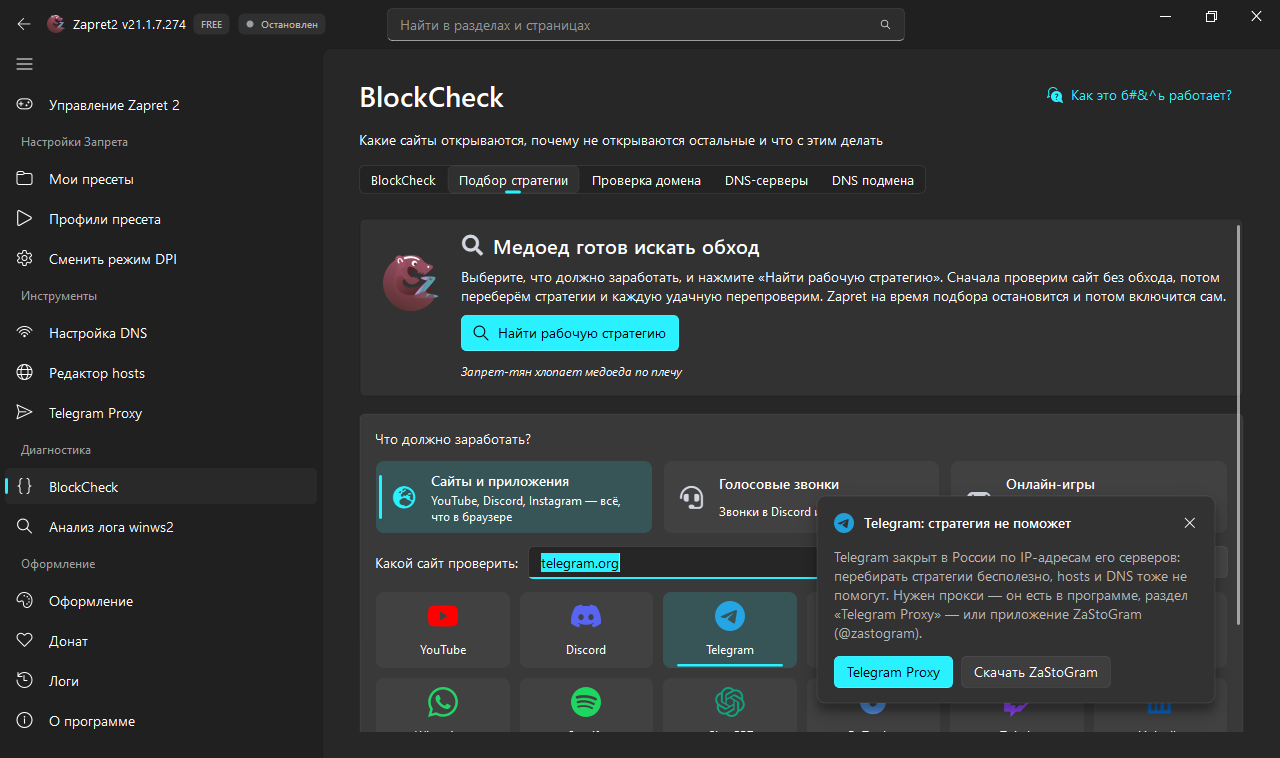 Zapret2 v21.1.7.274 FREE Остановлен
Найти в разделах и страницах
Управление Zapret 2
Настройки Запрета
Мои пресеты
Профили пресета
Сменить режим DPI
Инструменты
Настройка DNS
Редактор hosts
Telegram Proxy
Диагностика
BlockCheck
Анализ лога winws2
Оформление
Оформление
Донат
Логи
О программе
BlockCheck
Как это б#&^ь работает?
Какие сайты открываются, почему не открываются остальные и что с этим делать
BlockCheck Подбор стратегии Проверка домена DNS-серверы DNS подмена
Медоед готов искать обход
Выберите, что должно заработать, и нажмите «Найти рабочую стратегию». Сначала проверим сайт без обхода, потом
переберём стратегии и каждую удачную перепроверим. Zapret на время подбора остановится и потом включится сам.
Найти рабочую стратегию
Запрет-тян хлопает медоеда по плечу
Что должно заработать?
Сайты и приложения
YouTube, Discord, Instagram — всё,
что в браузере
Голосовые звонки
Звонки в Discord и
Онлайн-игры
Какой сайт проверить: telegram.org
YouTube
Discord
Telegram
Telegram: стратегия не поможет
Telegram закрыт в России по IP-адресам его серверов:
перебирать стратегии бесполезно, hosts и DNS тоже не
помогут. Нужен прокси — он есть в программе, раздел
«Telegram Proxy» — или приложение ZaStoGram
(@zastogram).
Telegram Proxy
Скачать ZaStoGram